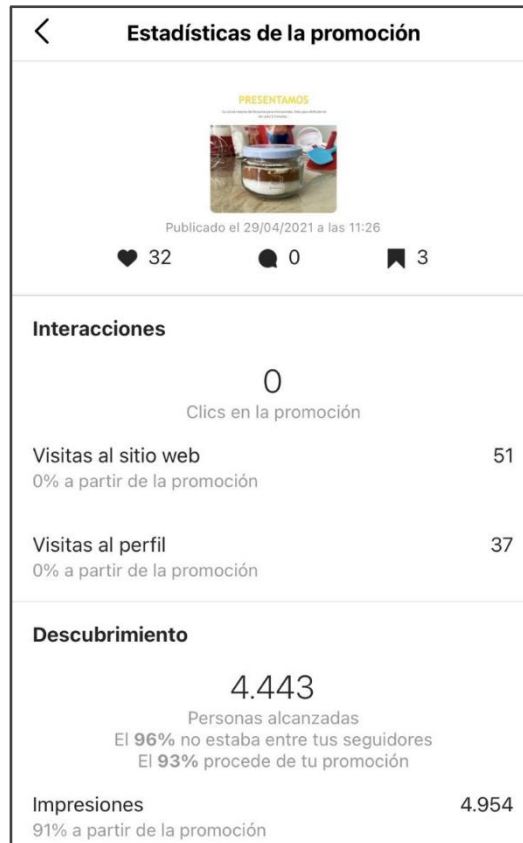 Estadísticas de la promoción
PRESENTAMOS
Publicado el 29/04/2021 a las 11:26
32 0 3
Interacciones
0
Clics en la promoción
Visitas al sitio web 51
0% a partir de la promoción
Visitas al perfil 37
0% a partir de la promoción
Descubrimiento
4.443
Personas alcanzadas
El 96% no estaba entre tus seguidores
El 93% procede de tu promoción
Impresiones 4.954
91% a partir de la promoción